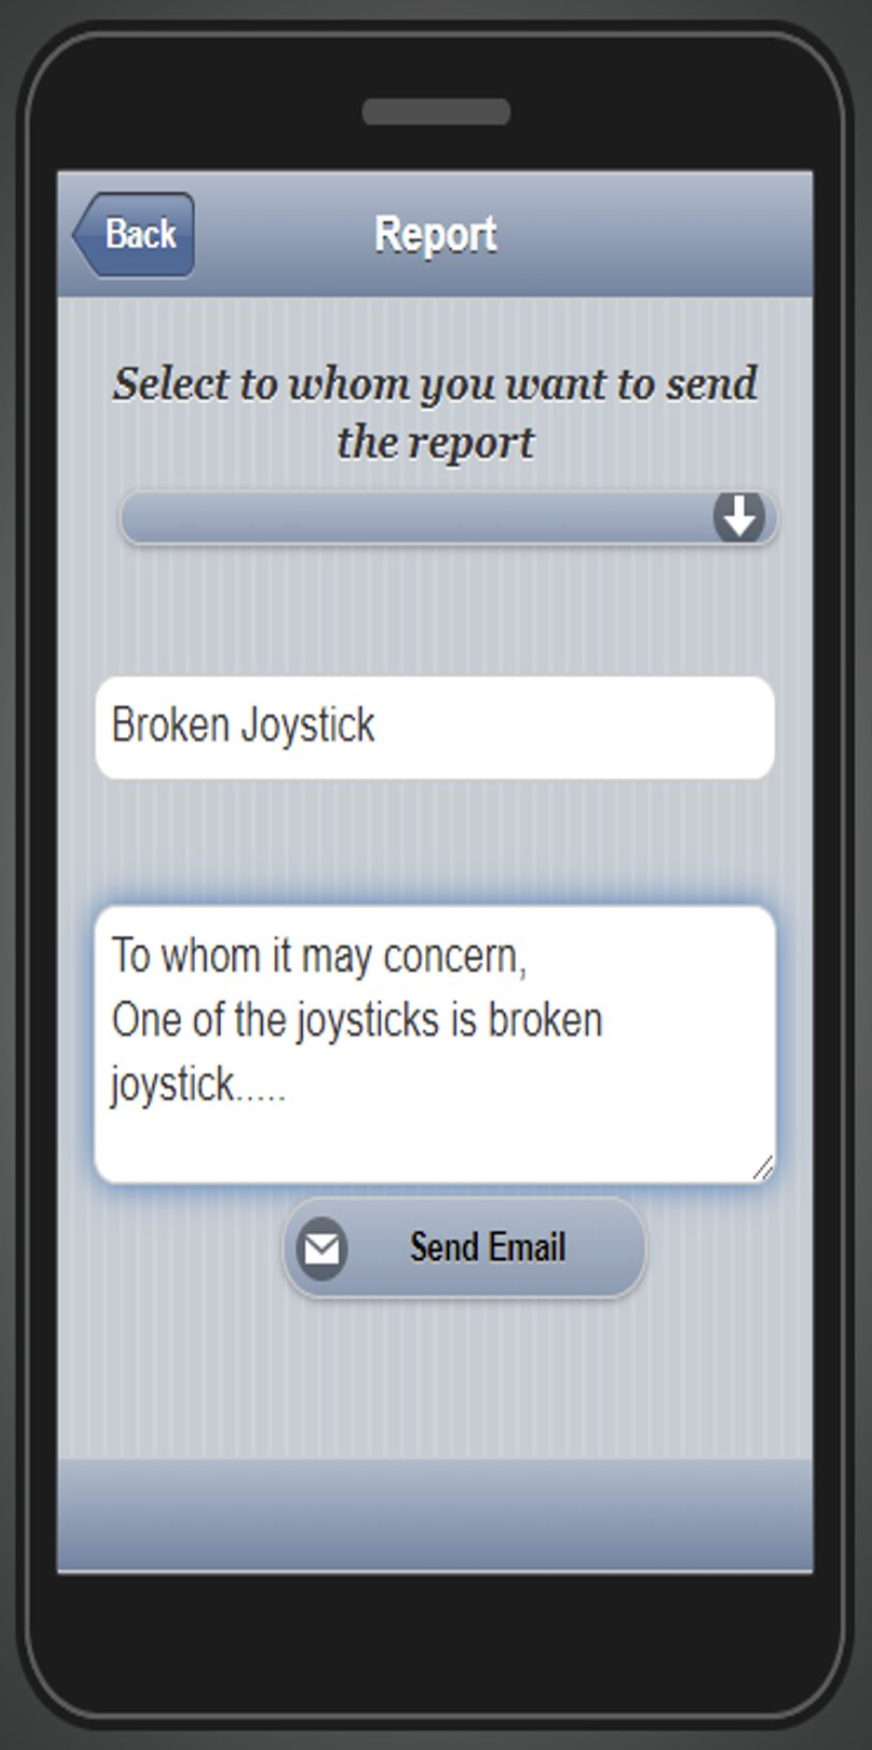 Back
Report
Select to whom you want to send
the report
Broken Joystick
To whom it may concern,
One of the joysticks is broken
joystick.....
Send Email